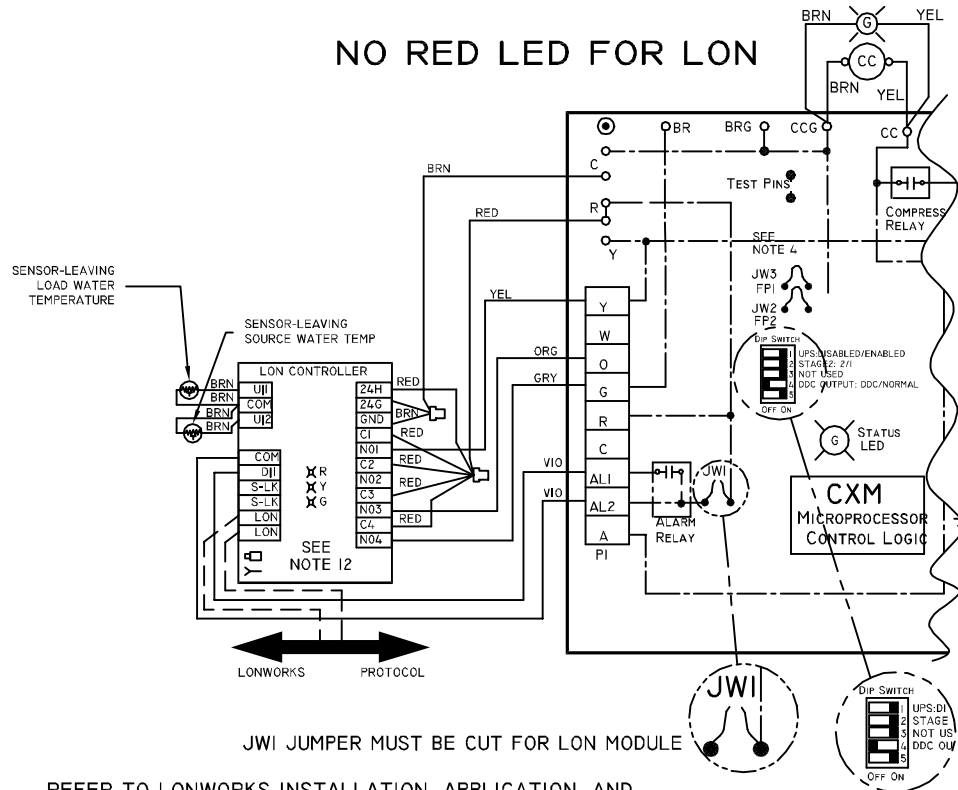 NO RED LED FOR LON
BRN
G
YEL
CC
BRN
YEL
BR
BRG
CCG
CC
C
R
Y
TEST PINS
COMPRESS
RELAY
SEE
NOTE 4
JW3
FP1
JW2
FP2
DIP SWITCH
1 UPS:DISABLED/ENABLED
2 STAGE2: 2/1
3 NOT USED
4 DDC OUTPUT: DDC/NORMAL
5
OFF ON
G
STATUS
LED
CXM
MICROPROCESSOR
CONTROL LOGIC
BRN
RED
YEL
ORG
GRY
VIO
VIO
Y
W
O
G
R
C
AL1
AL2
A
P1
JW1
ALARM
RELAY
SENSOR-LEAVING
LOAD WATER
TEMPERATURE
SENSOR-LEAVING
SOURCE WATER TEMP
LON CONTROLLER
BRN
BRN
BRN
BRN
UI1
COM
UI2
COM
DI1
S-LK
S-LK
LON
LON
R
Y
G
SEE
NOTE 12
24H
24G
GND
C1
NO1
C2
NO2
C3
NO3
C4
NO4
RED
BRN
RED
RED
RED
RED
LONWORKS
PROTOCOL
JW1
DIP SWITCH
1 UPS:DI
2 STAGE
3 NOT US
4 DDC OU
5
OFF ON
JW1 JUMPER MUST BE CUT FOR LON MODULE
REFER TO LONWORKS INSTALLATION, APPLICATION, AND